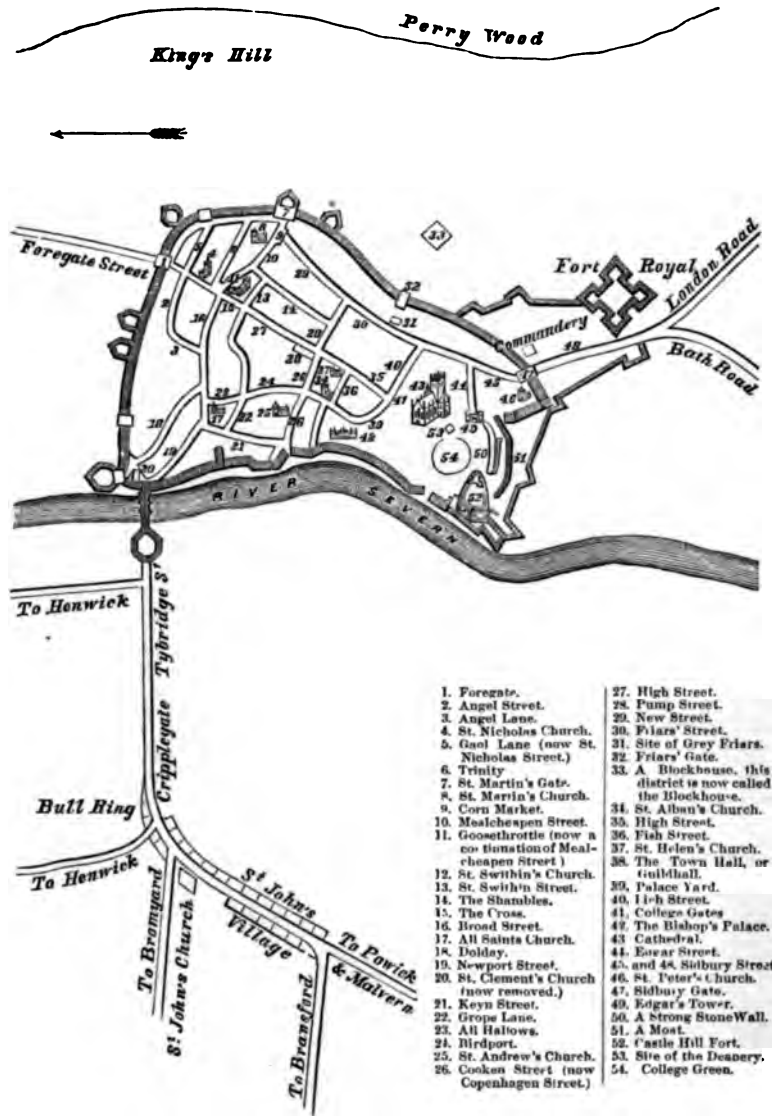 Perry Wood
King's Hill
Foregate Street
Fort Royal
London Road
Commandery
Bath Road
RIVER SEVERN
To Henwick
Tybridge St
Cripplegate
Bull Ring
To Henwick
St John's
Village
To Bromyard
St John's Church
To Powick
& Malvern
To Bransford
1. Foregate.
2. Angel Street.
3. Angel Lane.
4. St. Nicholas Church.
5. Gaol Lane (now St.
Nicholas Street.)
6. Trinity
7. St. Martin's Gate.
8. St. Martin's Church.
9. Corn Market.
10. Mealcheapen Street.
11. Goosethrottle (now a
continuation of Meal-
cheapen Street)
12. St. Swithin's Church.
13. St. Swithin Street.
14. The Shambles.
15. The Cross.
16. Broad Street.
17. All Saints Church.
18. Dolday.
19. Newport Street.
20. St. Clement's Church
(now removed.)
21. Keyn Street.
22. Grope Lane.
23. All Hallows.
24. Birdport.
25. St. Andrew's Church.
26. Cooken Street (now
Copenhagen Street.)
27. High Street.
28. Pump Street.
29. New Street.
30. Friars' Street.
31. Site of Grey Friars.
32. Friars' Gate.
33. A Blockhouse, this
district is now called
the Blockhouse.
34. St. Alban's Church.
35. High Street.
36. Fish Street.
37. St. Helen's Church.
38. The Town Hall, or
Guildhall.
39. Palace Yard.
40. Lich Street.
41. College Gates
42. The Bishop's Palace.
43 Cathedral.
44. Edgar Street.
45. and 48. Sidbury Street
46. St. Peter's Church.
47. Sidbury Gate.
49. Edgar's Tower.
50. A Strong Stone Wall.
51. A Moat.
52. Castle Hill Fort.
53. Site of the Deanery.
54. College Green.